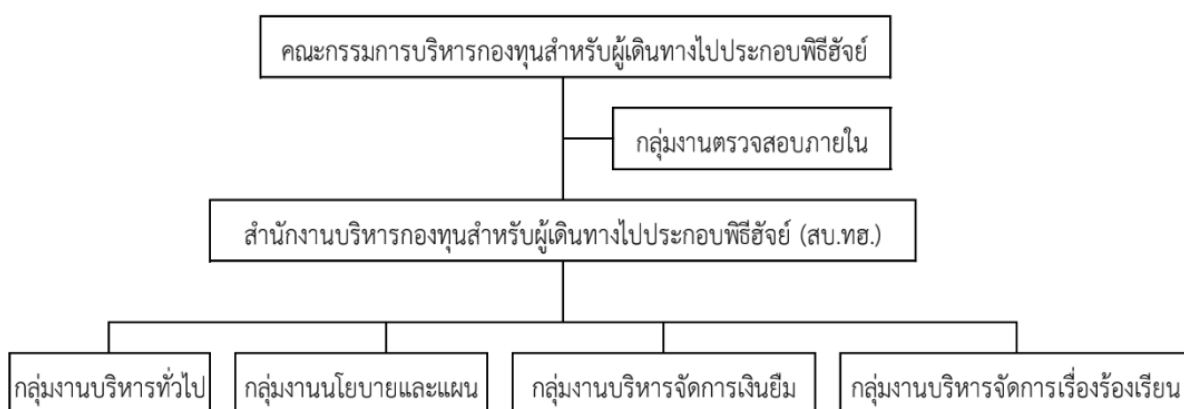 คณะกรรมการบริหารกองทุนสำหรับผู้เดินทางไปประกอบพิธีฮัจย์
กลุ่มงานตรวจสอบภายใน
สำนักงานบริหารกองทุนสำหรับผู้เดินทางไปประกอบพิธีฮัจย์ (สบ.ทฮ.)
กลุ่มงานบริหารทั่วไป
กลุ่มงานนโยบายและแผน
กลุ่มงานบริหารจัดการเงินยืม
กลุ่มงานบริหารจัดการเรื่องร้องเรียน